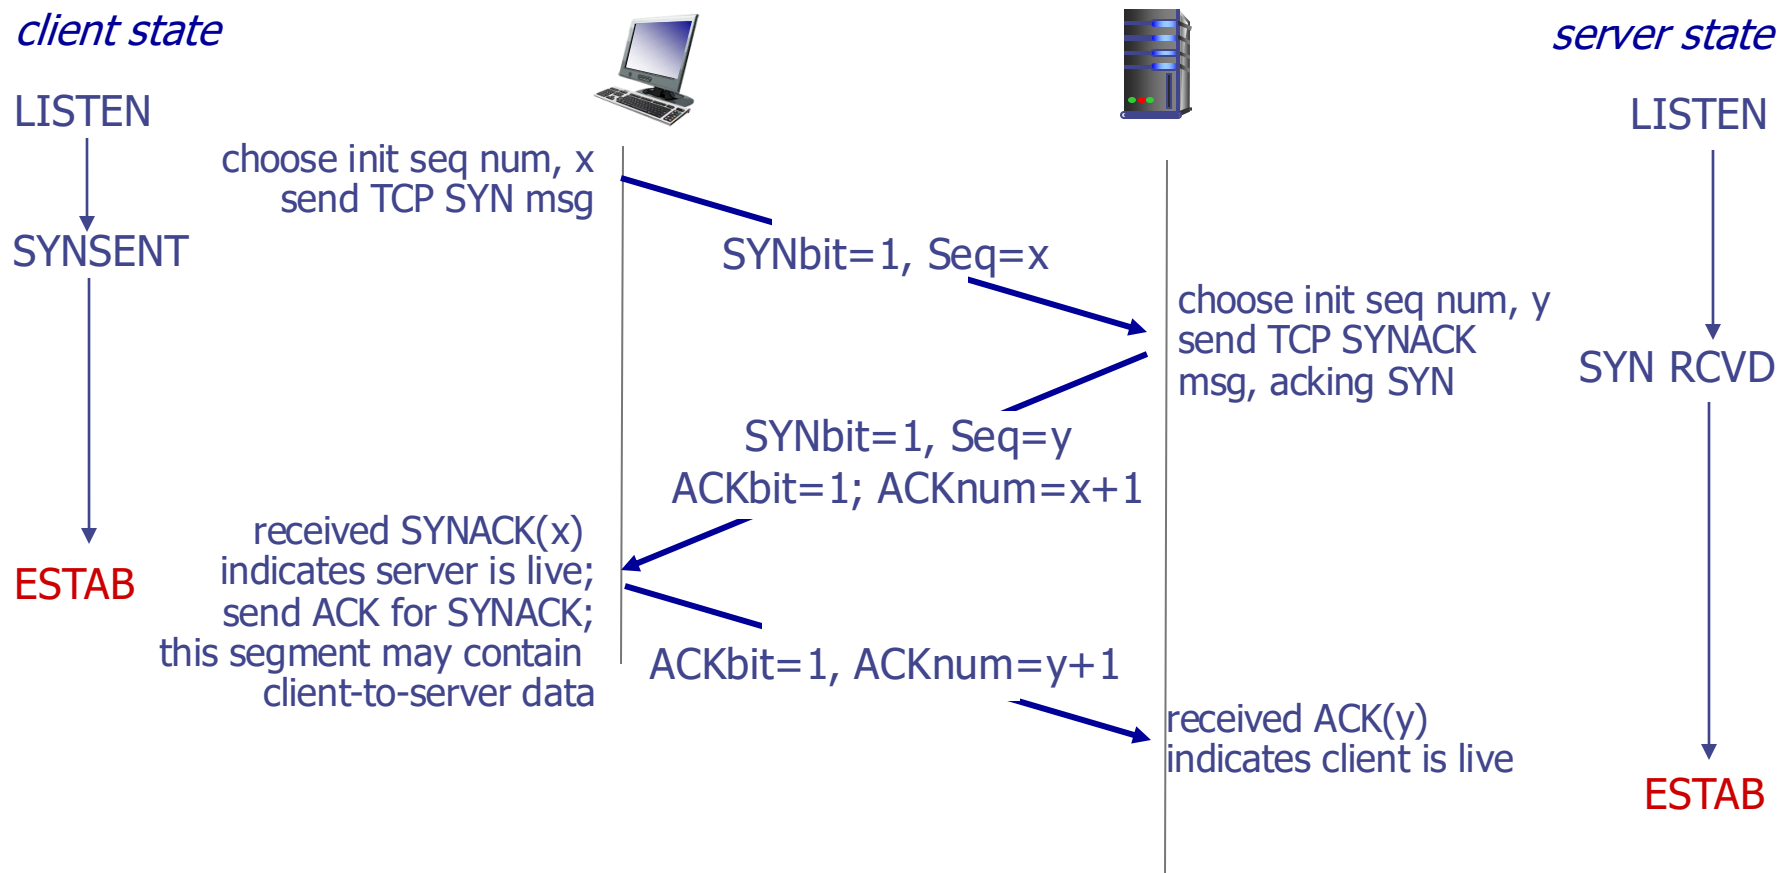 client state
server state
LISTEN
LISTEN
choose init seq num, x
send TCP SYN msg
SYNSENT
SYNbit=1, Seq=x
choose init seq num, y
send TCP SYNACK
msg, acking SYN
SYN RCVD
SYNbit=1, Seq=y
ACKbit=1; ACKnum=x+1
received SYNACK(x)
indicates server is live;
send ACK for SYNACK;
this segment may contain
client-to-server data
ESTAB
ACKbit=1, ACKnum=y+1
received ACK(y)
indicates client is live
ESTAB